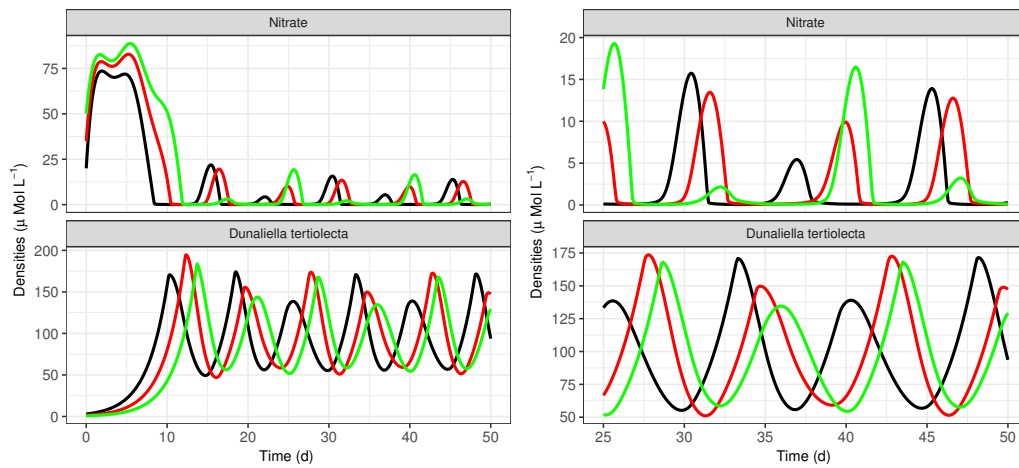 Nitrate
75
50
25
0
Dunaliella tertiolecta
200
150
100
50
0
0 10 20 30 40 50
Time (d)
Densities (μ Mol L⁻¹)
Nitrate
20
15
10
5
0
Dunaliella tertiolecta
175
150
125
100
75
50
25 30 35 40 45 50
Time (d)
Densities (μ Mol L⁻¹)